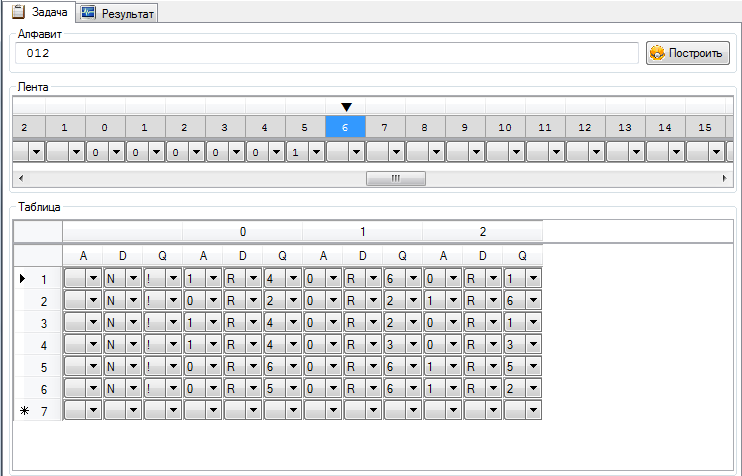 Задача Результат
Алфавит
012 Построить
Лента
2 1 0 1 2 3 4 5 6 7 8 9 10 11 12 13 14 15
0 0 0 0 0 1
Таблица
0 1 2
A D Q A D Q A D Q A D Q
1 N ! 1 R 4 0 R 6 0 R 1
2 N ! 0 R 2 0 R 2 1 R 6
3 N ! 1 R 4 0 R 2 0 R 1
4 N ! 1 R 4 0 R 3 0 R 3
5 N ! 0 R 6 0 R 6 1 R 5
6 N ! 0 R 5 0 R 6 1 R 2
7